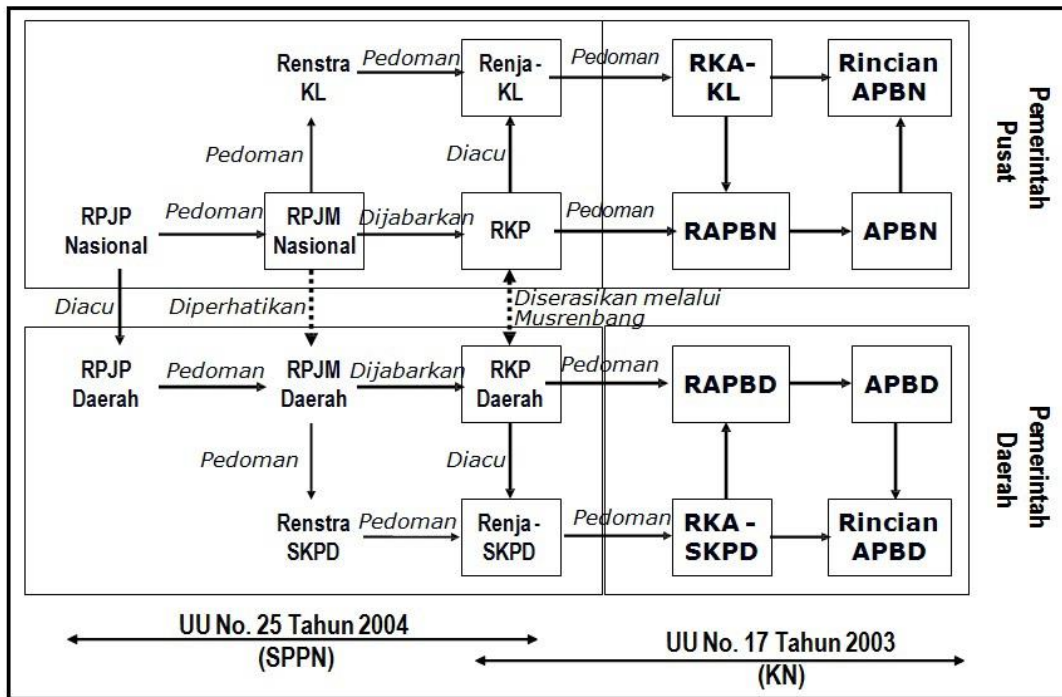 Renstra
KL
Pedoman
Renja -
KL
Pedoman
RKA-
KL
Rincian
APBN
Pedoman
Diacu
RPJP
Nasional
Pedoman
RPJM
Nasional
Dijabarkan
RKP
Pedoman
RAPBN
APBN
Pemerintah
Pusat
Diacu
Diperhatikan
Diserasikan melalui
Musrenbang
RPJP
Daerah
Pedoman
RPJM
Daerah
Dijabarkan
RKP
Daerah
Pedoman
RAPBD
APBD
Pedoman
Diacu
Renstra
SKPD
Pedoman
Renja -
SKPD
Pedoman
RKA -
SKPD
Rincian
APBD
Pemerintah
Daerah
UU No. 25 Tahun 2004
(SPPN)
UU No. 17 Tahun 2003
(KN)